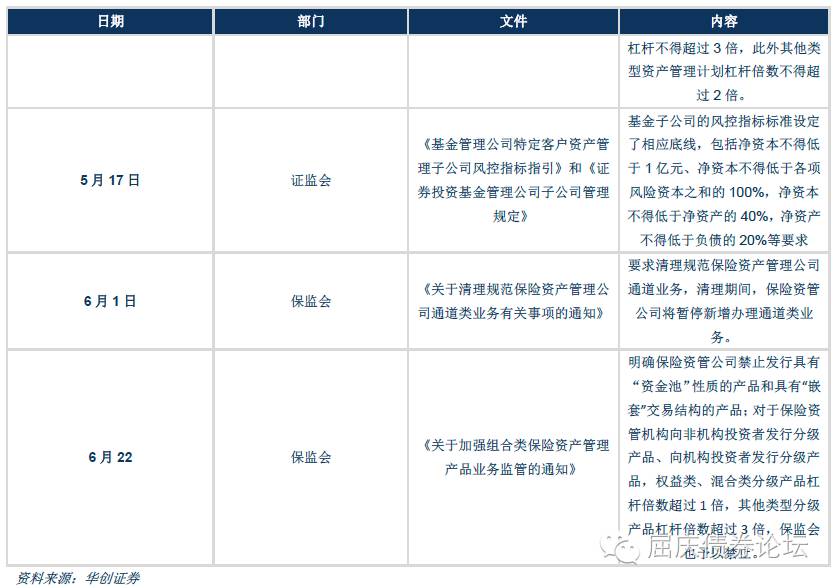 日期 部门 文件 内容
杠杆不得超过 3 倍，此外其他类
型资产管理计划杠杆倍数不得超
过 2 倍。
5 月 17 日
证监会
《基金管理公司特定客户资产管
理子公司风控指标指引》和《证
券投资基金管理公司子公司管理
规定》
基金子公司的风控指标标准设定
了相应底线，包括净资本不得低
于 1 亿元、净资本不得低于各项
风险资本之和的 100%，净资本
不得低于净资产的 40%，净资产
不得低于负债的 20%等要求
6 月 1 日
保监会
《关于清理规范保险资产管理公
司通道类业务有关事项的通知》
要求清理规范保险资产管理公司
通道业务，清理期间，保险资管
公司将暂停新增办理通道类业
务。
6 月 22
保监会
《关于加强组合类保险资产管理
产品业务监管的通知》
明确保险资管公司禁止发行具有
“资金池”性质的产品和具有“嵌
套”交易结构的产品；对于保险资
管机构向非机构投资者发行分级
产品、向机构投资者发行分级产
品，权益类、混合类分级产品杠
杆倍数超过 1 倍，其他类型分级
产品杠杆倍数超过 3 倍，保监会
也予以禁止。
屈庆债券论坛
资料来源：华创证券